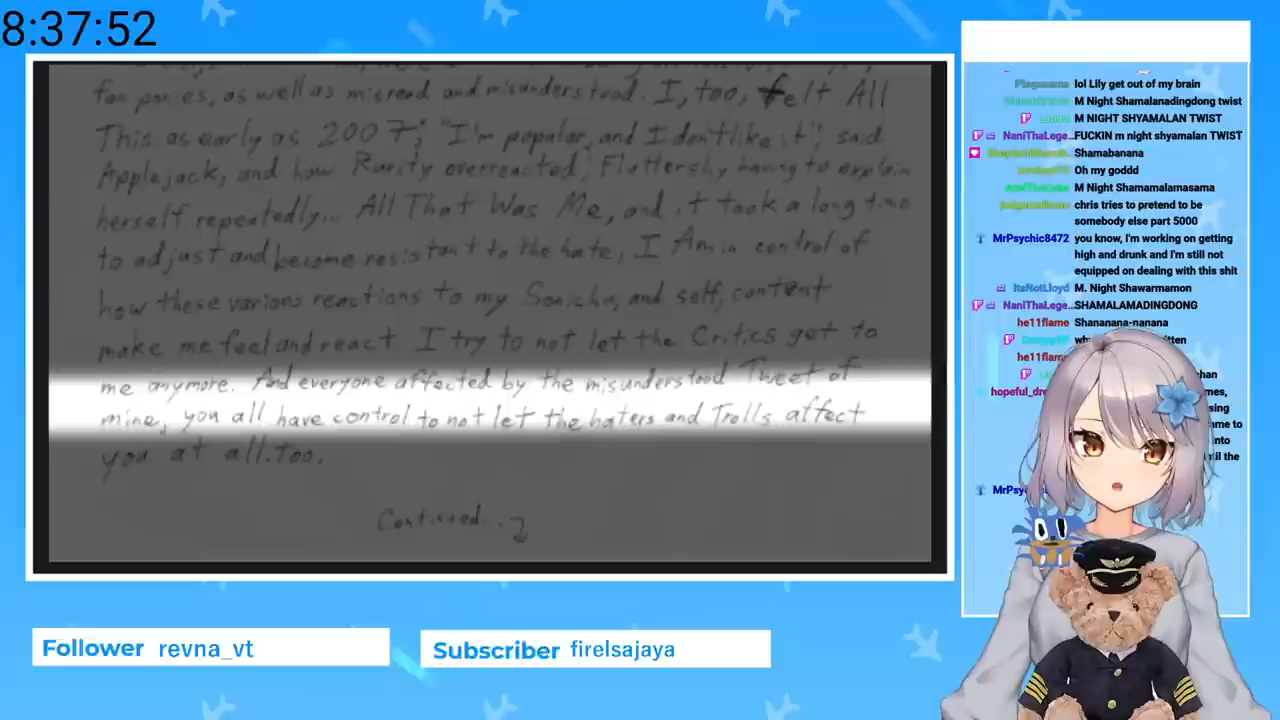 8:37:52
fan ponies, as well as misread and misunderstood. I, too, felt All
This as early as 2007; "I'm popular, and I don't like it", said
Applejack, and how Rarity overreacted, Fluttershy having to explain
herself repeatedly... All That Was Me, and it took a long time
to adjust and become resistant to the hate, I Am in control of
how these various reactions to my Sonichu, and self, content
make me feel and react I try to not let the Critics get to
me anymore. And everyone affected by the misunderstood Tweet of
mine, you all have control to not let the haters and Trolls affect
you at all. too.
Continued...
lol Lily get out of my brain
M Night Shamalanadingdong twist
M NIGHT SHYAMALAN TWIST
NaniThaLege... FUCKIN m night shyamalan TWIST
Shamabanana
Oh my goddd
M Night Shamamalamasama
chris tries to pretend to be
somebody else part 5000
MrPsychic8472 you know, I'm working on getting
high and drunk and I'm still not
equipped on dealing with this shit
ItsNotLloyd M. Night Shawarmamon
NaniThaLege... SHAMALAMADINGDONG
he11flame Shananana-nanana
he11flame
Follower revna_vt
Subscriber firelsajaya